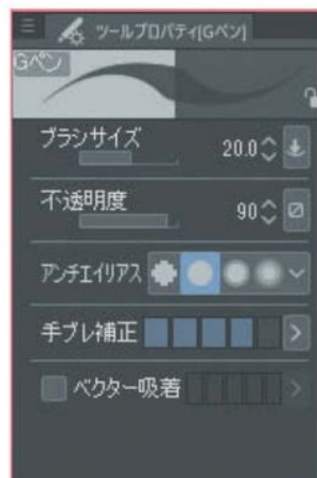 ツールプロパティ[Gペン]
Gペン
ブラシサイズ 20.0
不透明度 90
アンチエイリアス
手ブレ補正
ベクター吸着